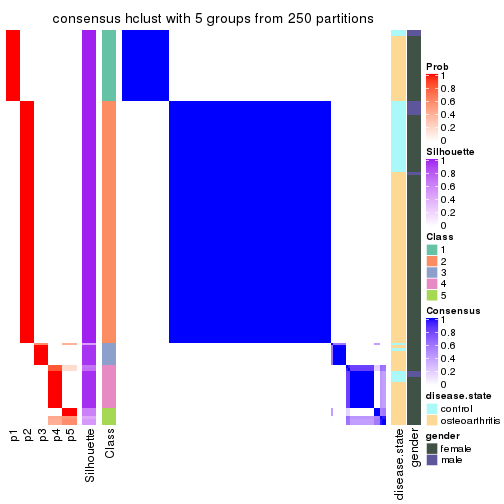 consensus hclust with 5 groups from 250 partitions
Prob
1
0.8
0.6
0.4
0.2
0
Silhouette
1
0.8
0.6
0.4
0.2
0
Class
1
2
3
4
5
Consensus
1
0.8
0.6
0.4
0.2
0
disease.state
control
osteoarthritis
gender
female
male
p1
p2
p3
p4
p5
Silhouette
Class
disease.state
gender